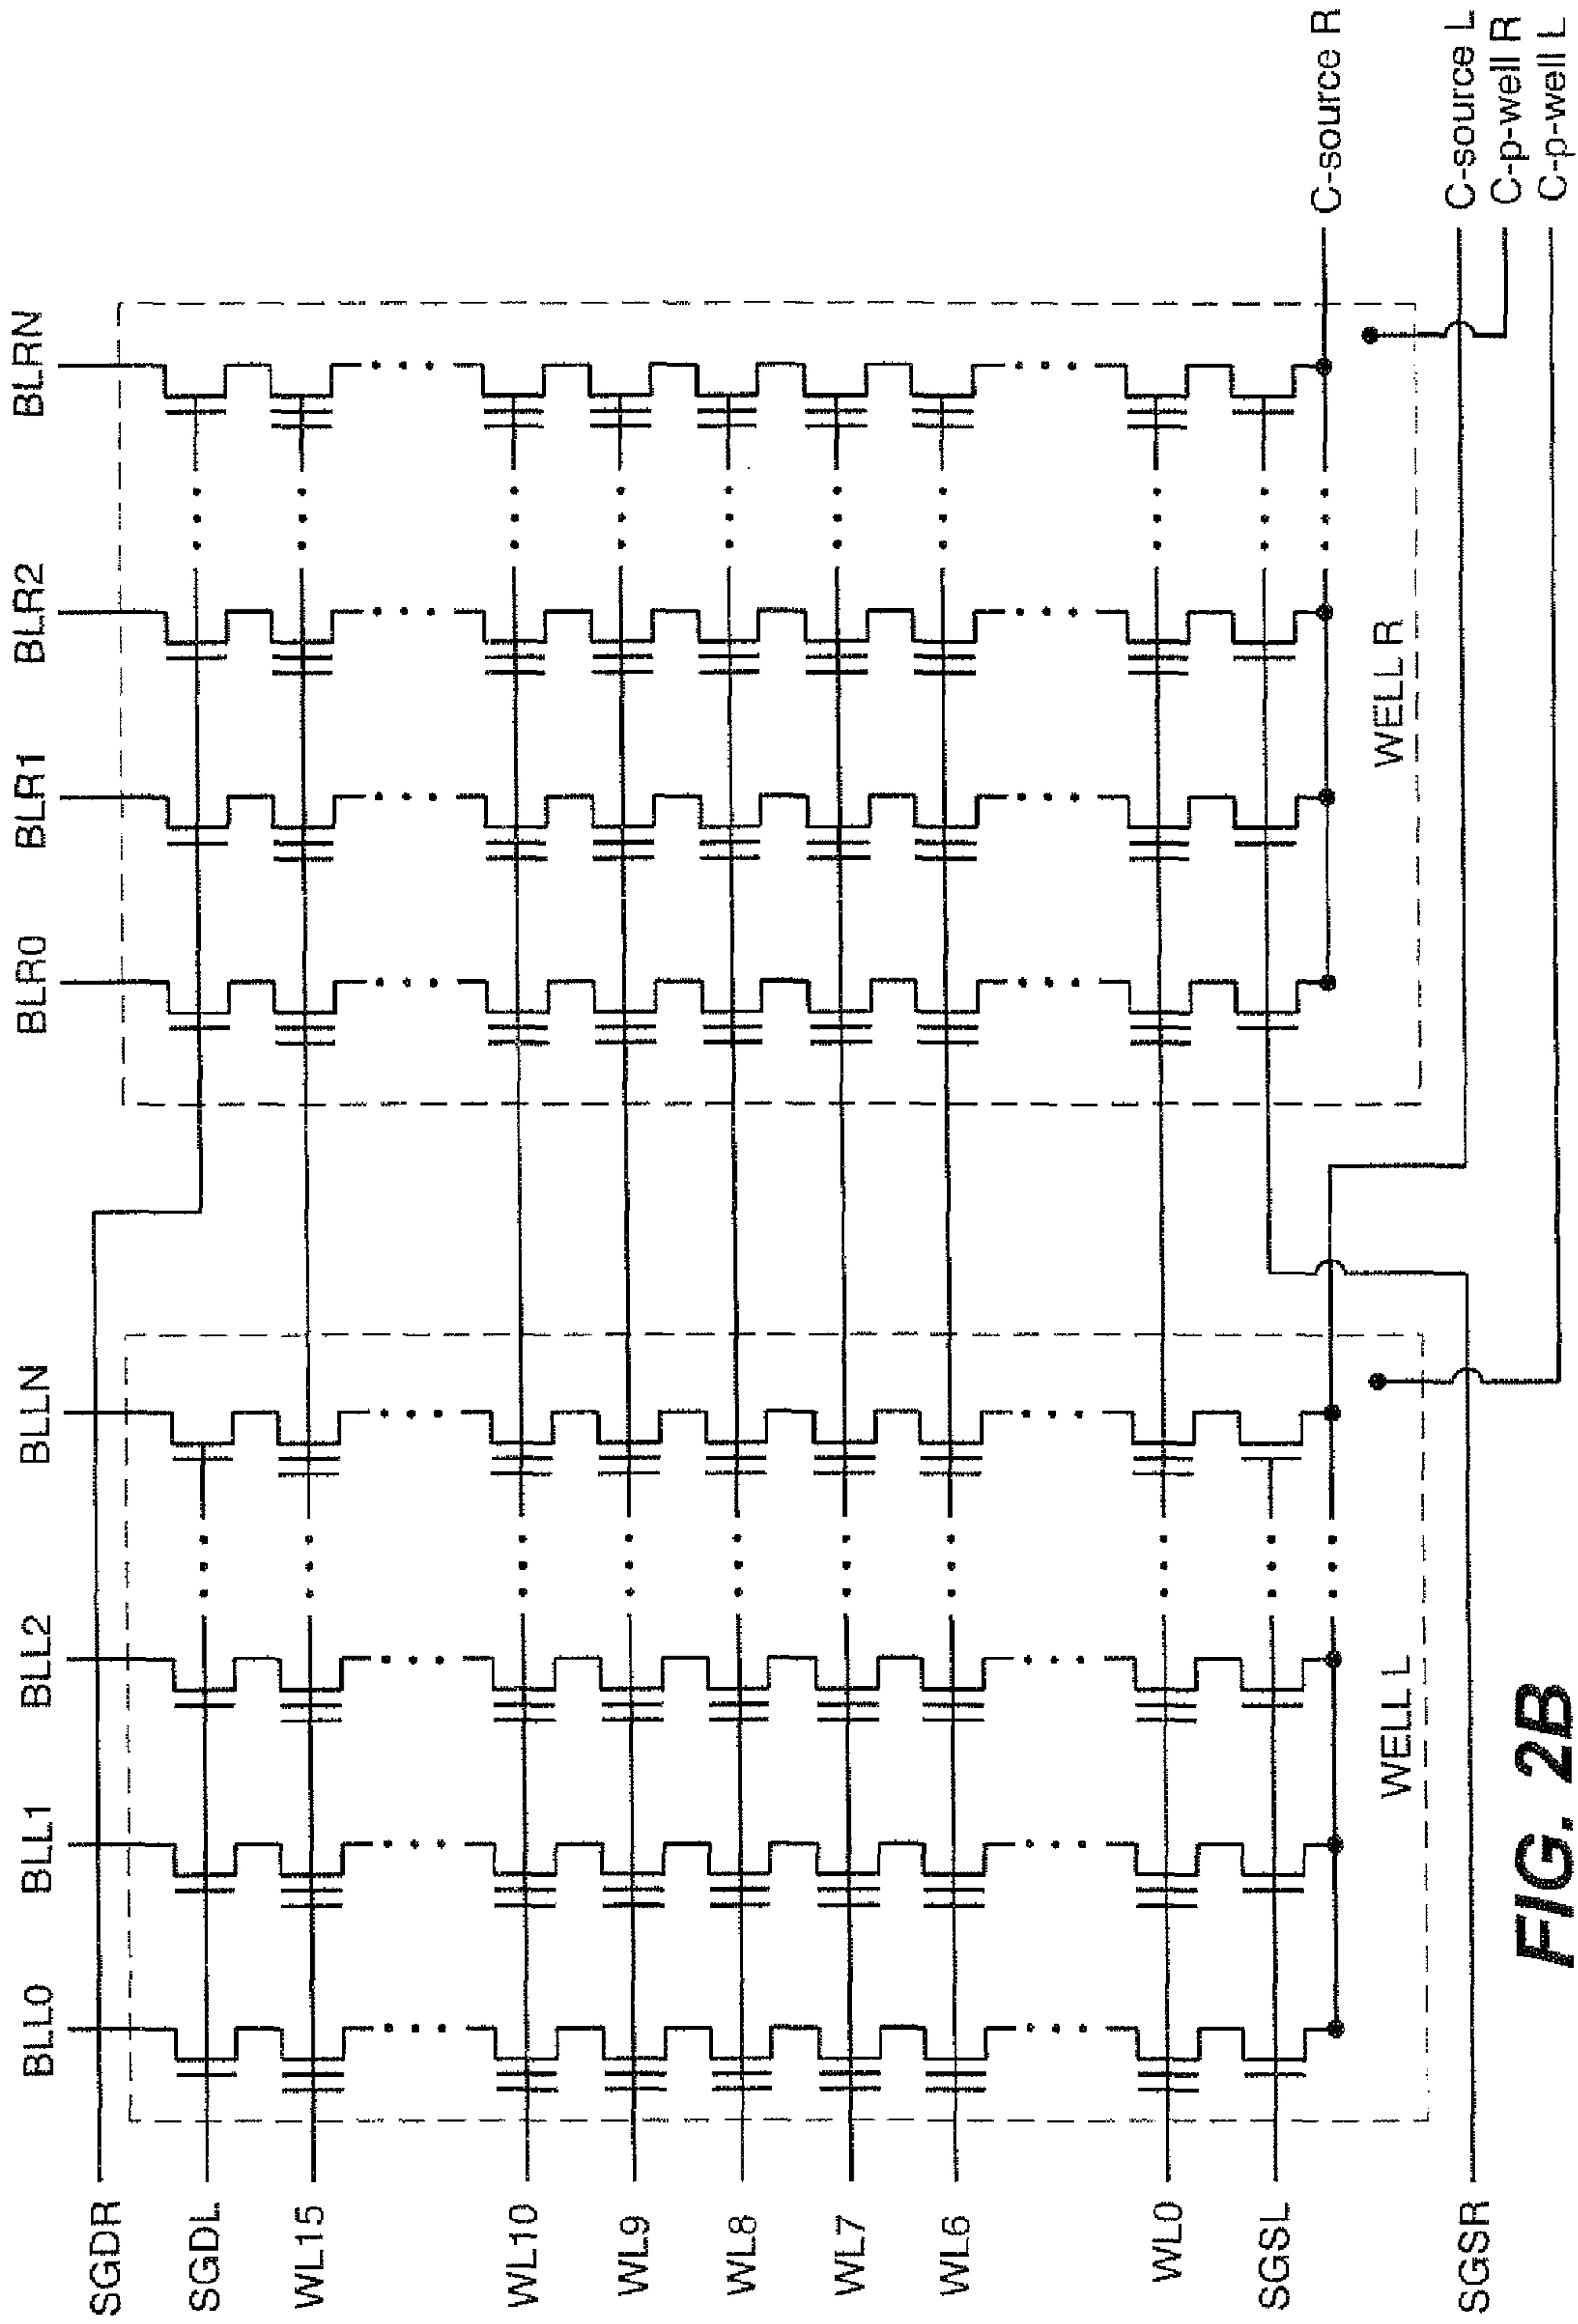 BLL0
BLL1
BLL2
BLLN
BLR0
BLR1
BLR2
BLRN
SGDR
SGDL
WL15
WL10
WL9
WL8
WL7
WL6
WL0
SGSL
SGSR
WELL L
WELL R
C-source R
C-source L
C-p-well R
C-p-well L
FIG. 2B